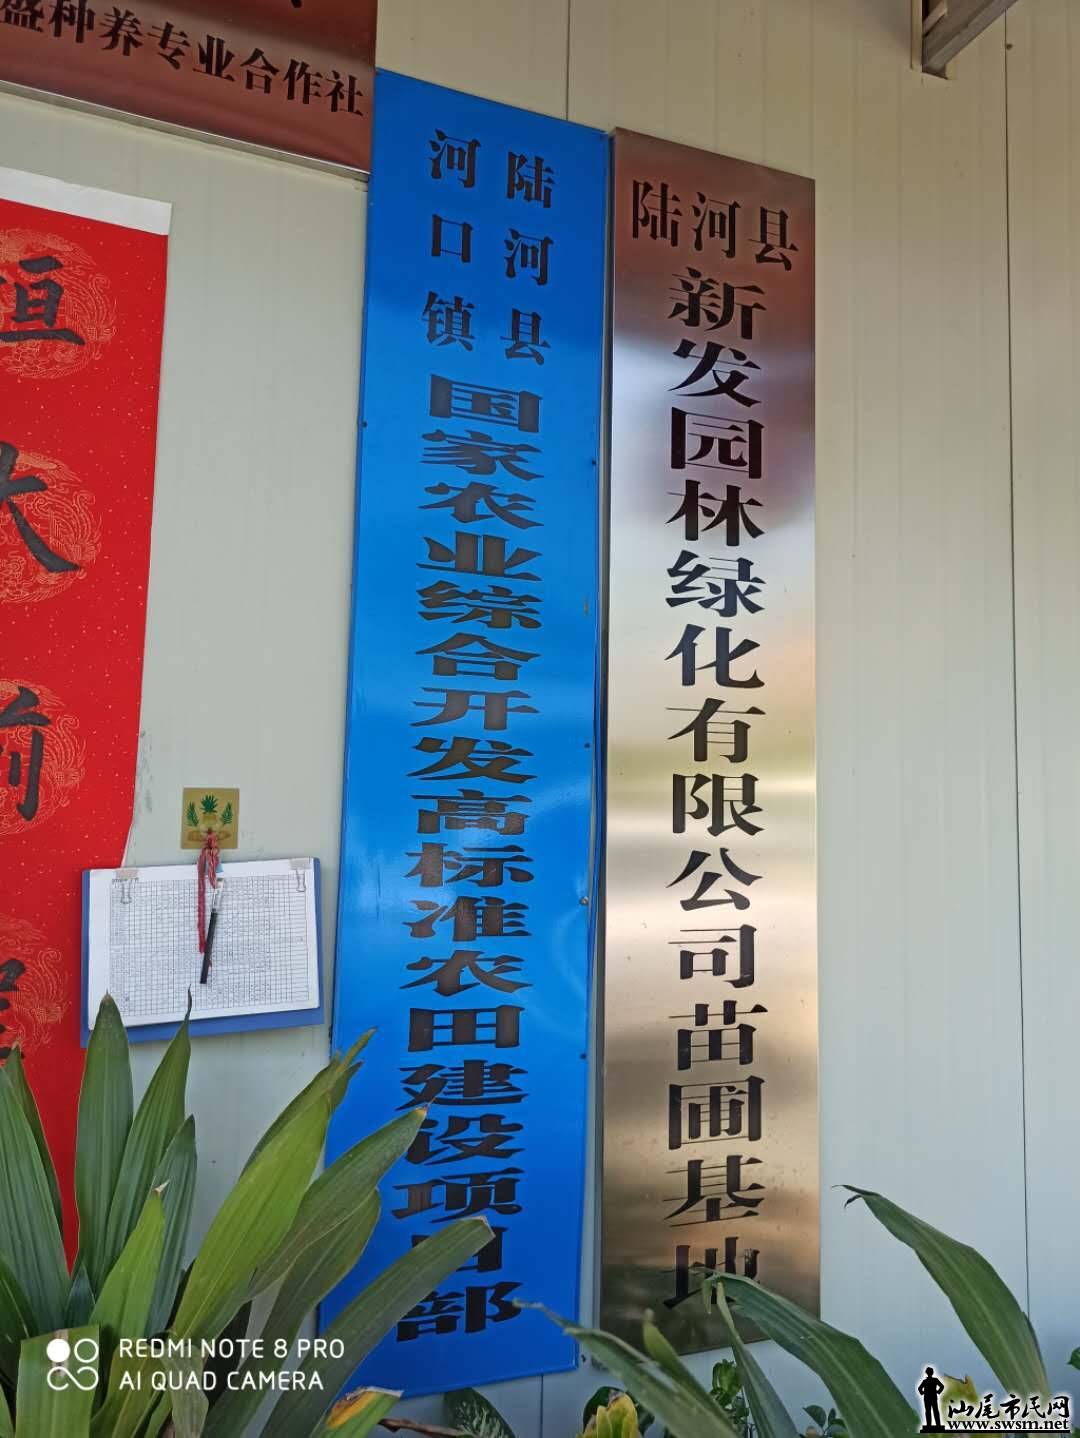 盛种养专业合作社
陆河县
河口镇
国家农业综合开发高标准农田建设项目部
陆河县
新发园林绿化有限公司苗圃基地
REDMI NOTE 8 PRO
AI QUAD CAMERA
汕尾市民网
www.swsm.net